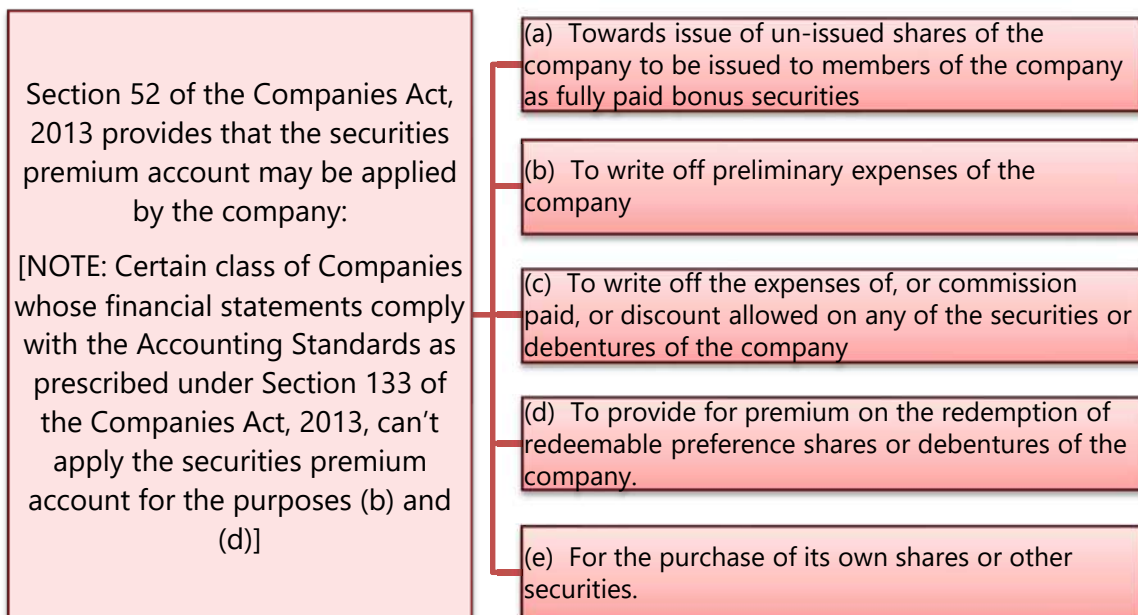 Section 52 of the Companies Act,
2013 provides that the securities
premium account may be applied
by the company:
[NOTE: Certain class of Companies
whose financial statements comply
with the Accounting Standards as
prescribed under Section 133 of
the Companies Act, 2013, can’t
apply the securities premium
account for the purposes (b) and
(d)]
(a) Towards issue of un-issued shares of the
company to be issued to members of the company
as fully paid bonus securities
(b) To write off preliminary expenses of the
company
(c) To write off the expenses of, or commission
paid, or discount allowed on any of the securities or
debentures of the company
(d) To provide for premium on the redemption of
redeemable preference shares or debentures of the
company.
(e) For the purchase of its own shares or other
securities.